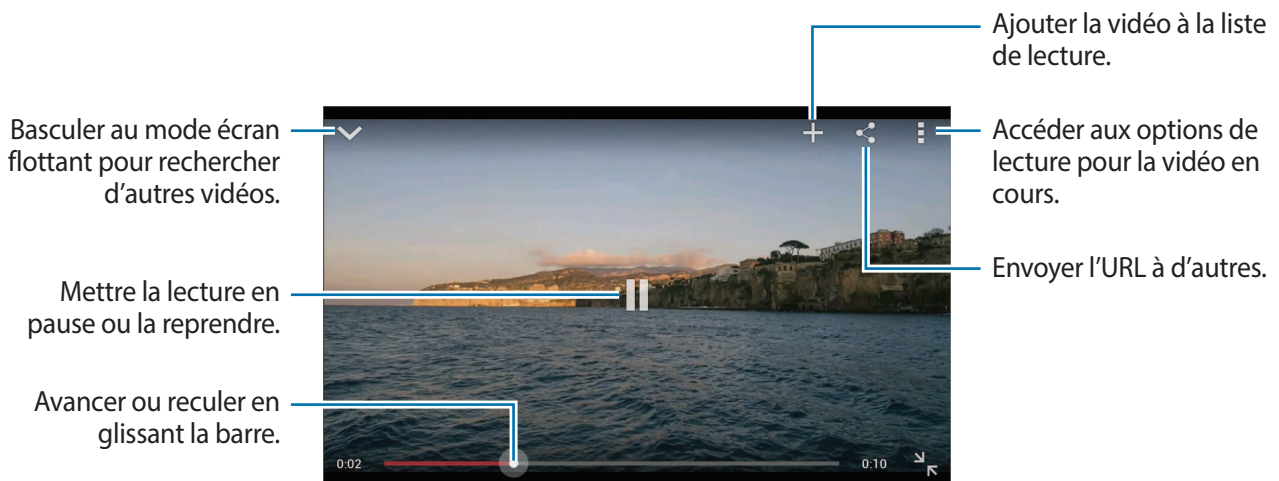 Ajouter la vidéo à la liste
de lecture.
Basculer au mode écran
flottant pour rechercher
d'autres vidéos.
Accéder aux options de
lecture pour la vidéo en
cours.
Envoyer l'URL à d'autres.
Mettre la lecture en
pause ou la reprendre.
Avancer ou reculer en
glissant la barre.
0:02
0:10